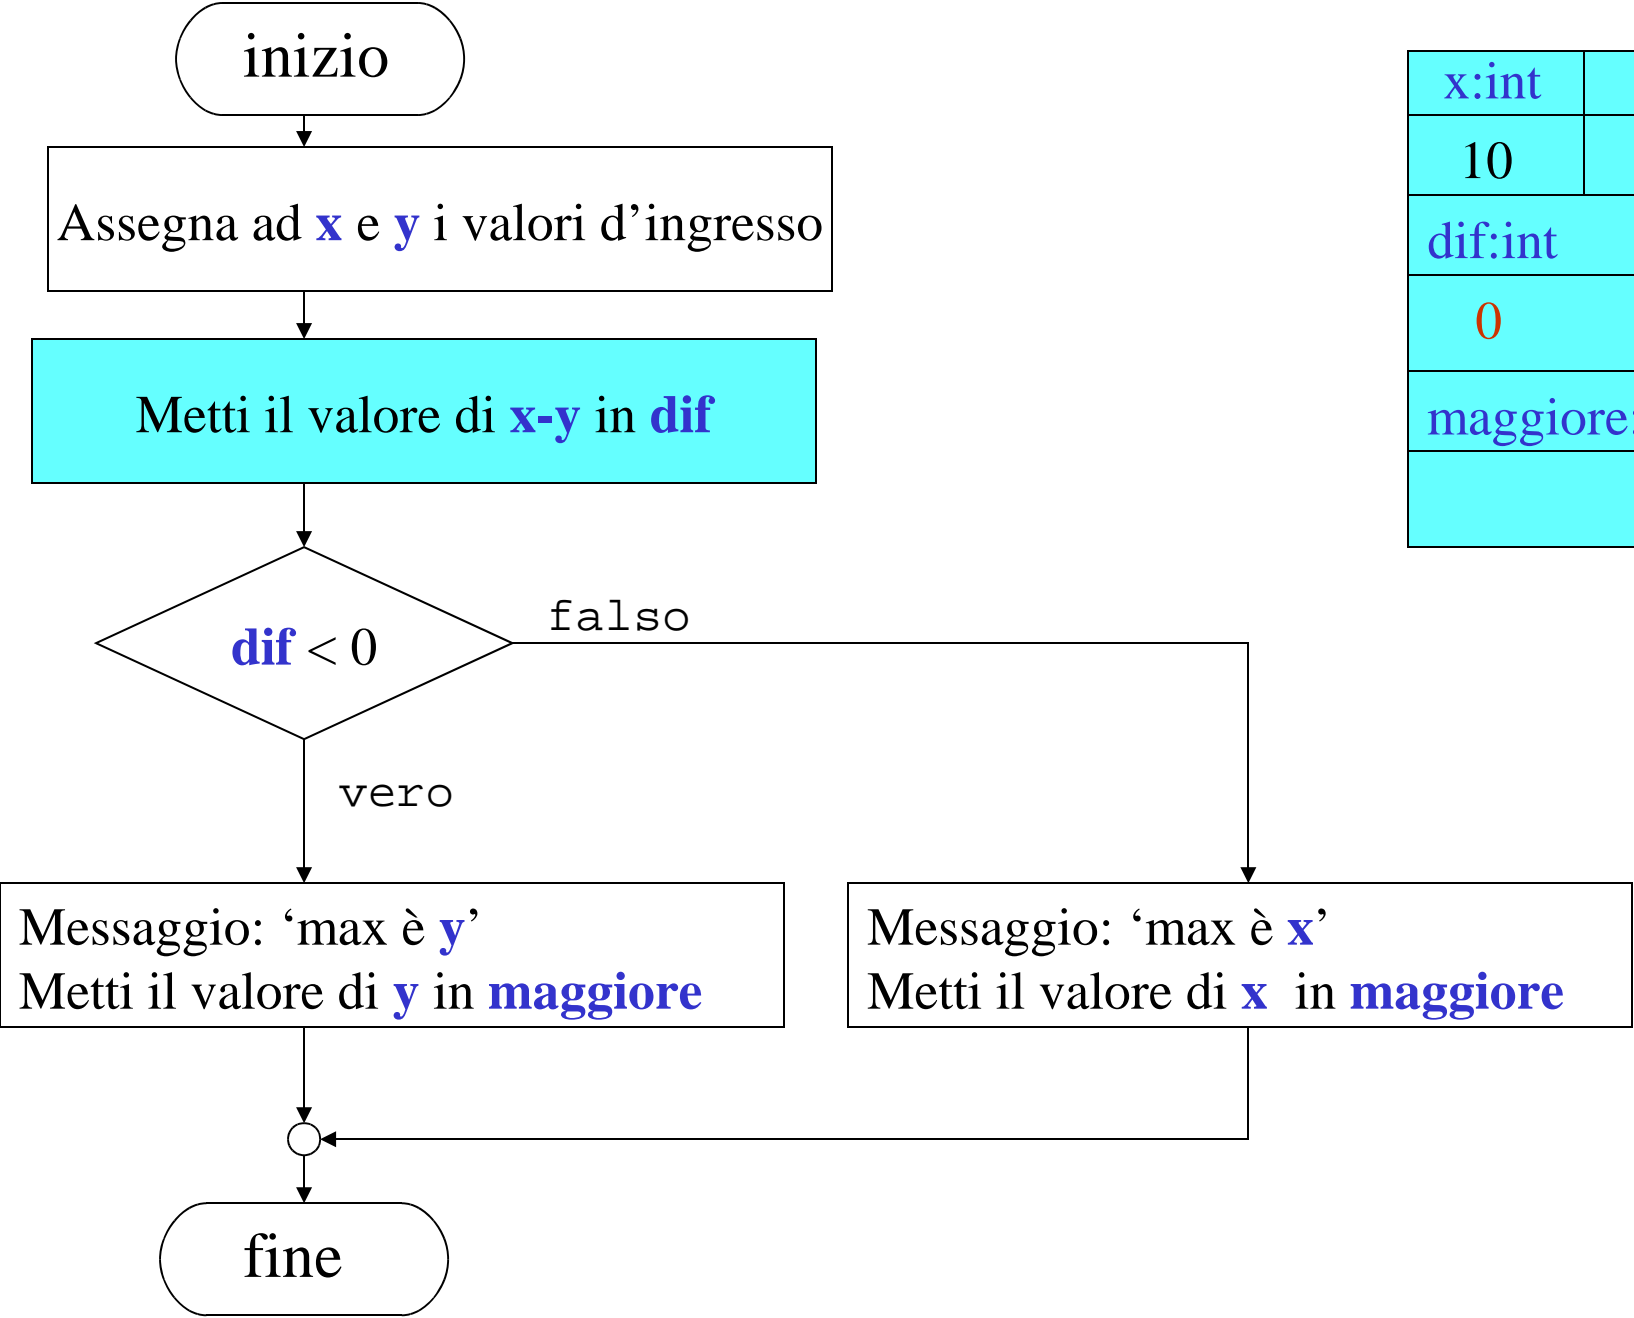 inizio
Assegna ad x e y i valori d’ingresso
Metti il valore di x-y in dif
dif < 0
falso
vero
Messaggio: ‘max è y’
Metti il valore di y in maggiore
Messaggio: ‘max è x’
Metti il valore di x in maggiore
fine
x:int
10
dif:int
0
maggiore: